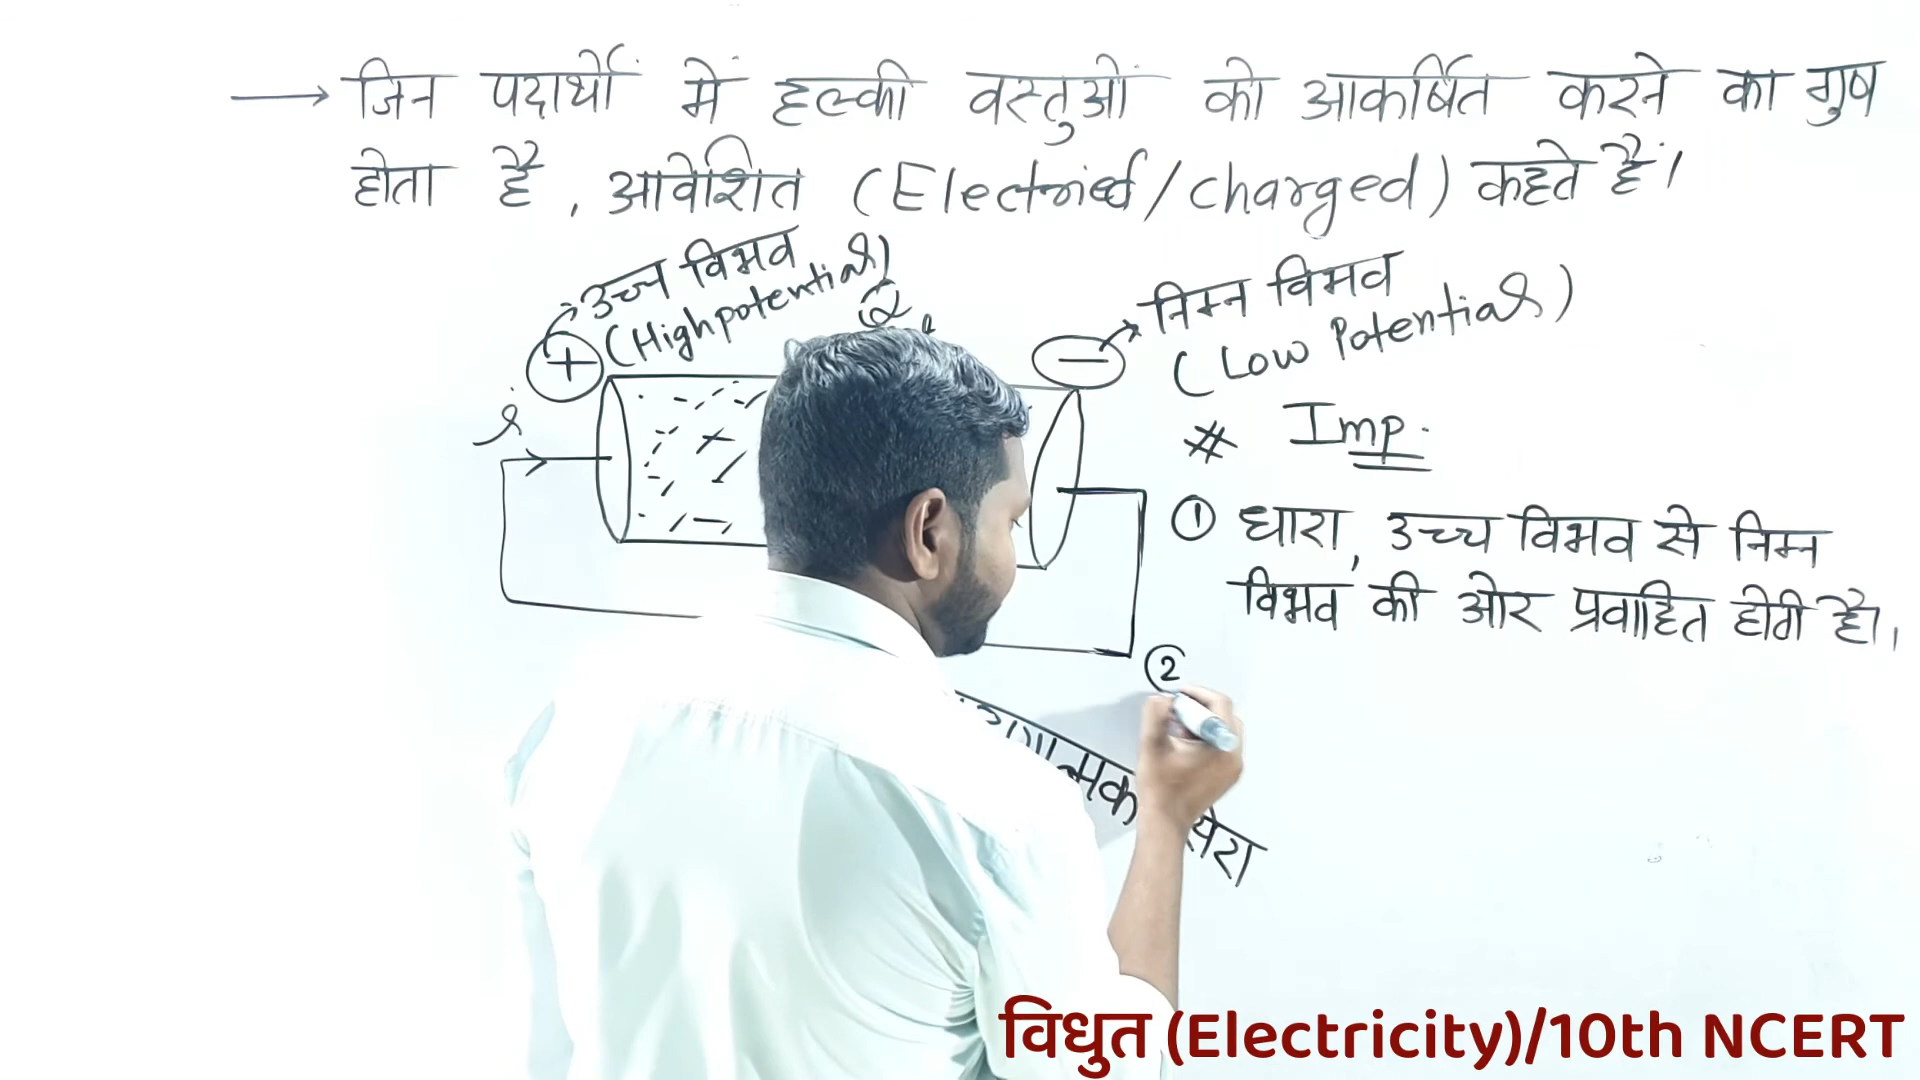 → जिन पदार्थो में हल्की वस्तुओं को आकर्षित करने का गुण
होता है, आवेशित (Electried/charged) कहते हैं।
उच्च विभव
(High potential)
Q
+
i
−
निम्न विभव
(Low Potential)
# Imp.
① धारा, उच्च विभव से निम्न
विभव की ओर प्रवाहित होती है।
②
विधुत (Electricity)/10th NCERT